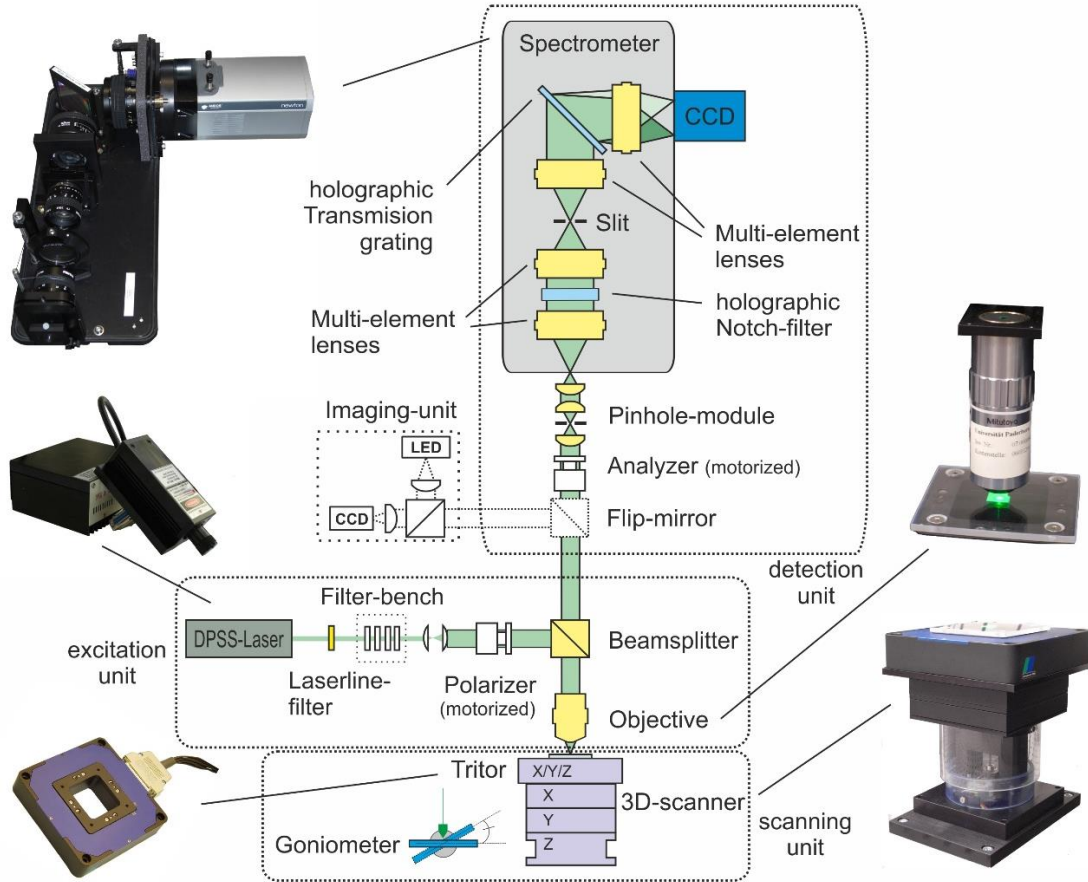 Spectrometer
CCD
holographic
Transmision
grating
Slit
Multi-element
lenses
holographic
Notch-filter
Multi-element
lenses
Pinhole-module
Imaging-unit
LED
Analyzer (motorized)
CCD
Flip-mirror
detection
unit
Filter-bench
DPSS-Laser
Beamsplitter
excitation
unit
Laserline-
filter
Polarizer
(motorized)
Objective
Tritor
X/Y/Z
X
3D-scanner
Y
Goniometer
Z
scanning
unit
newton
Mitutoyo
Universität Paderborn